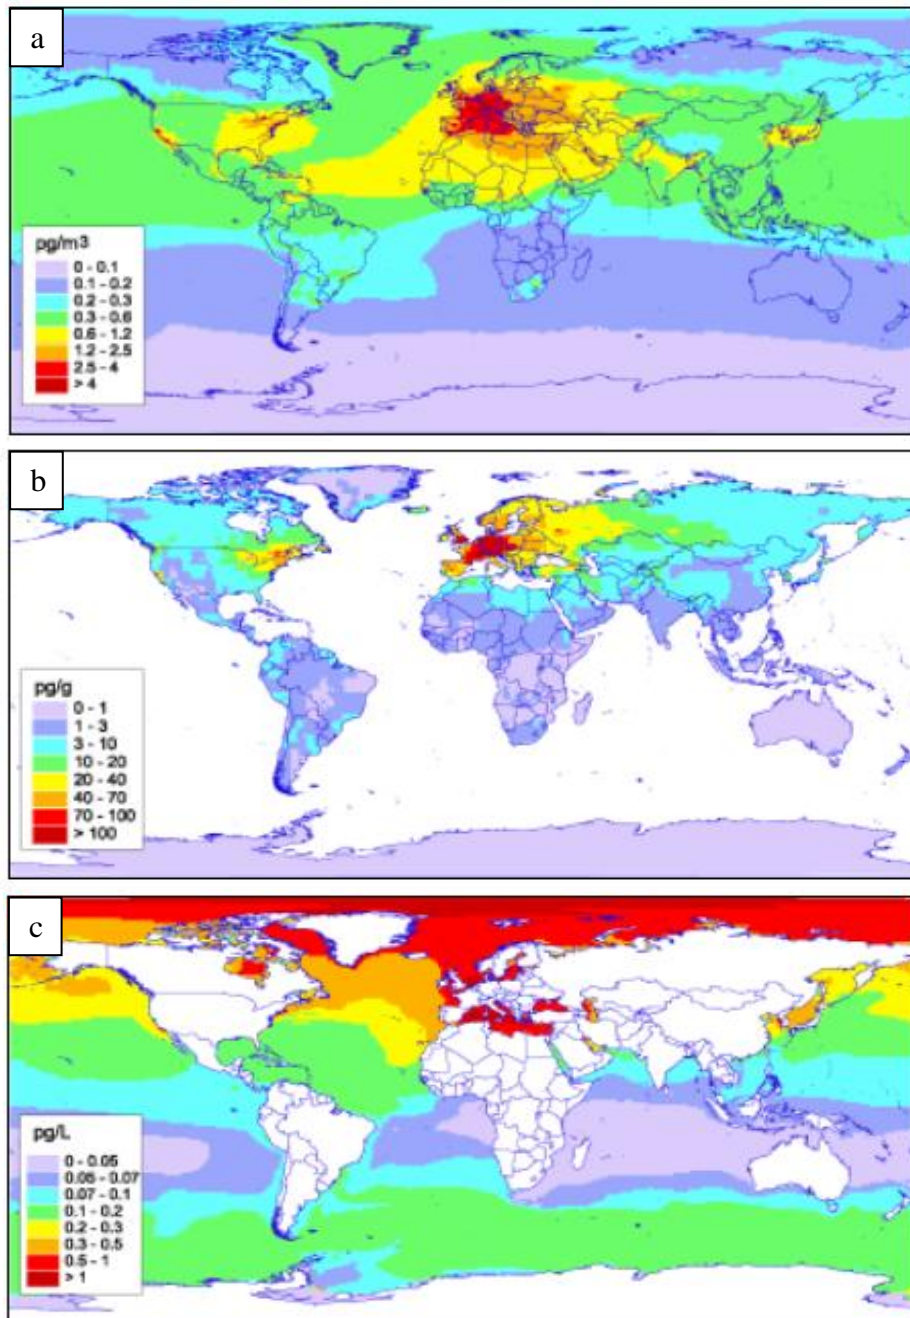 a
pg/m3
0 - 0.1
0.1 - 0.2
0.2 - 0.3
0.3 - 0.6
0.6 - 1.2
1.2 - 2.5
2.5 - 4
> 4
b
pg/g
0 - 1
1 - 3
3 - 10
10 - 20
20 - 40
40 - 70
70 - 100
> 100
c
pg/L
0 - 0.05
0.05 - 0.07
0.07 - 0.1
0.1 - 0.2
0.2 - 0.3
0.3 - 0.5
0.5 - 1
> 1